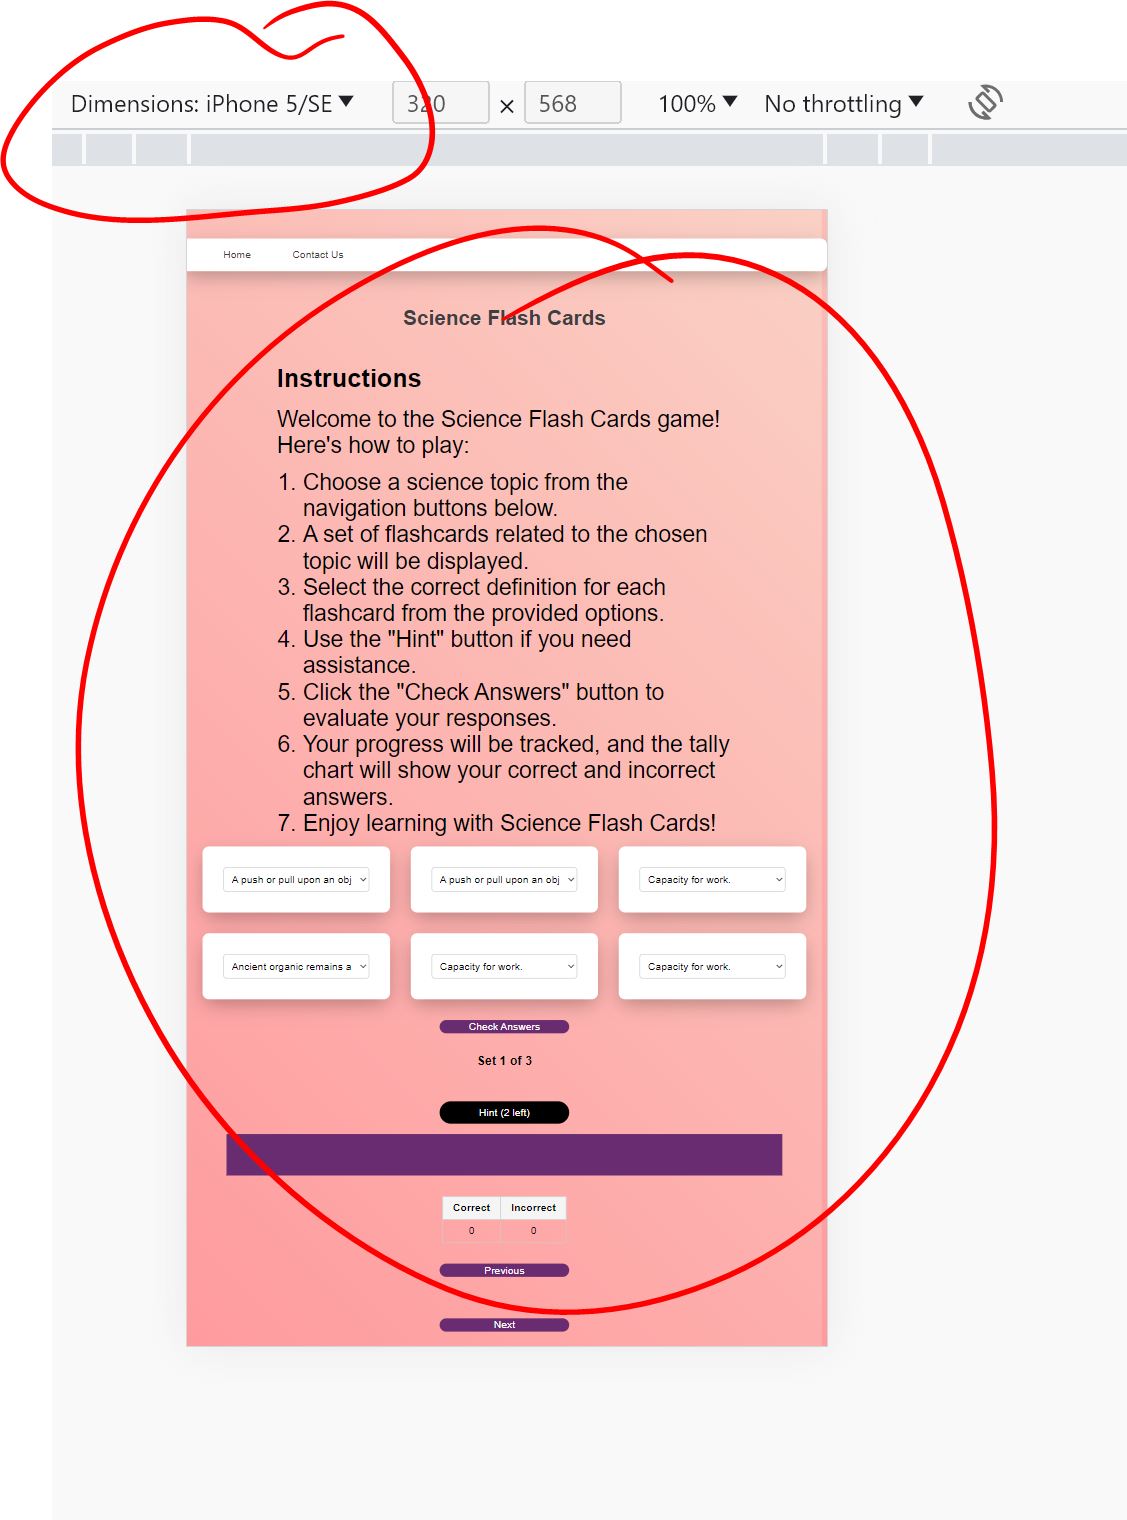 Dimensions: iPhone 5/SE 320 × 568 100% No throttling
Home Contact Us
Science Flash Cards
Instructions
Welcome to the Science Flash Cards game!
Here's how to play:
1. Choose a science topic from the
navigation buttons below.
2. A set of flashcards related to the chosen
topic will be displayed.
3. Select the correct definition for each
flashcard from the provided options.
4. Use the "Hint" button if you need
assistance.
5. Click the "Check Answers" button to
evaluate your responses.
6. Your progress will be tracked, and the tally
chart will show your correct and incorrect
answers.
7. Enjoy learning with Science Flash Cards!
A push or pull upon an obj A push or pull upon an obj Capacity for work.
Ancient organic remains a Capacity for work. Capacity for work.
Check Answers
Set 1 of 3
Hint (2 left)
Correct Incorrect
0 0
Previous
Next